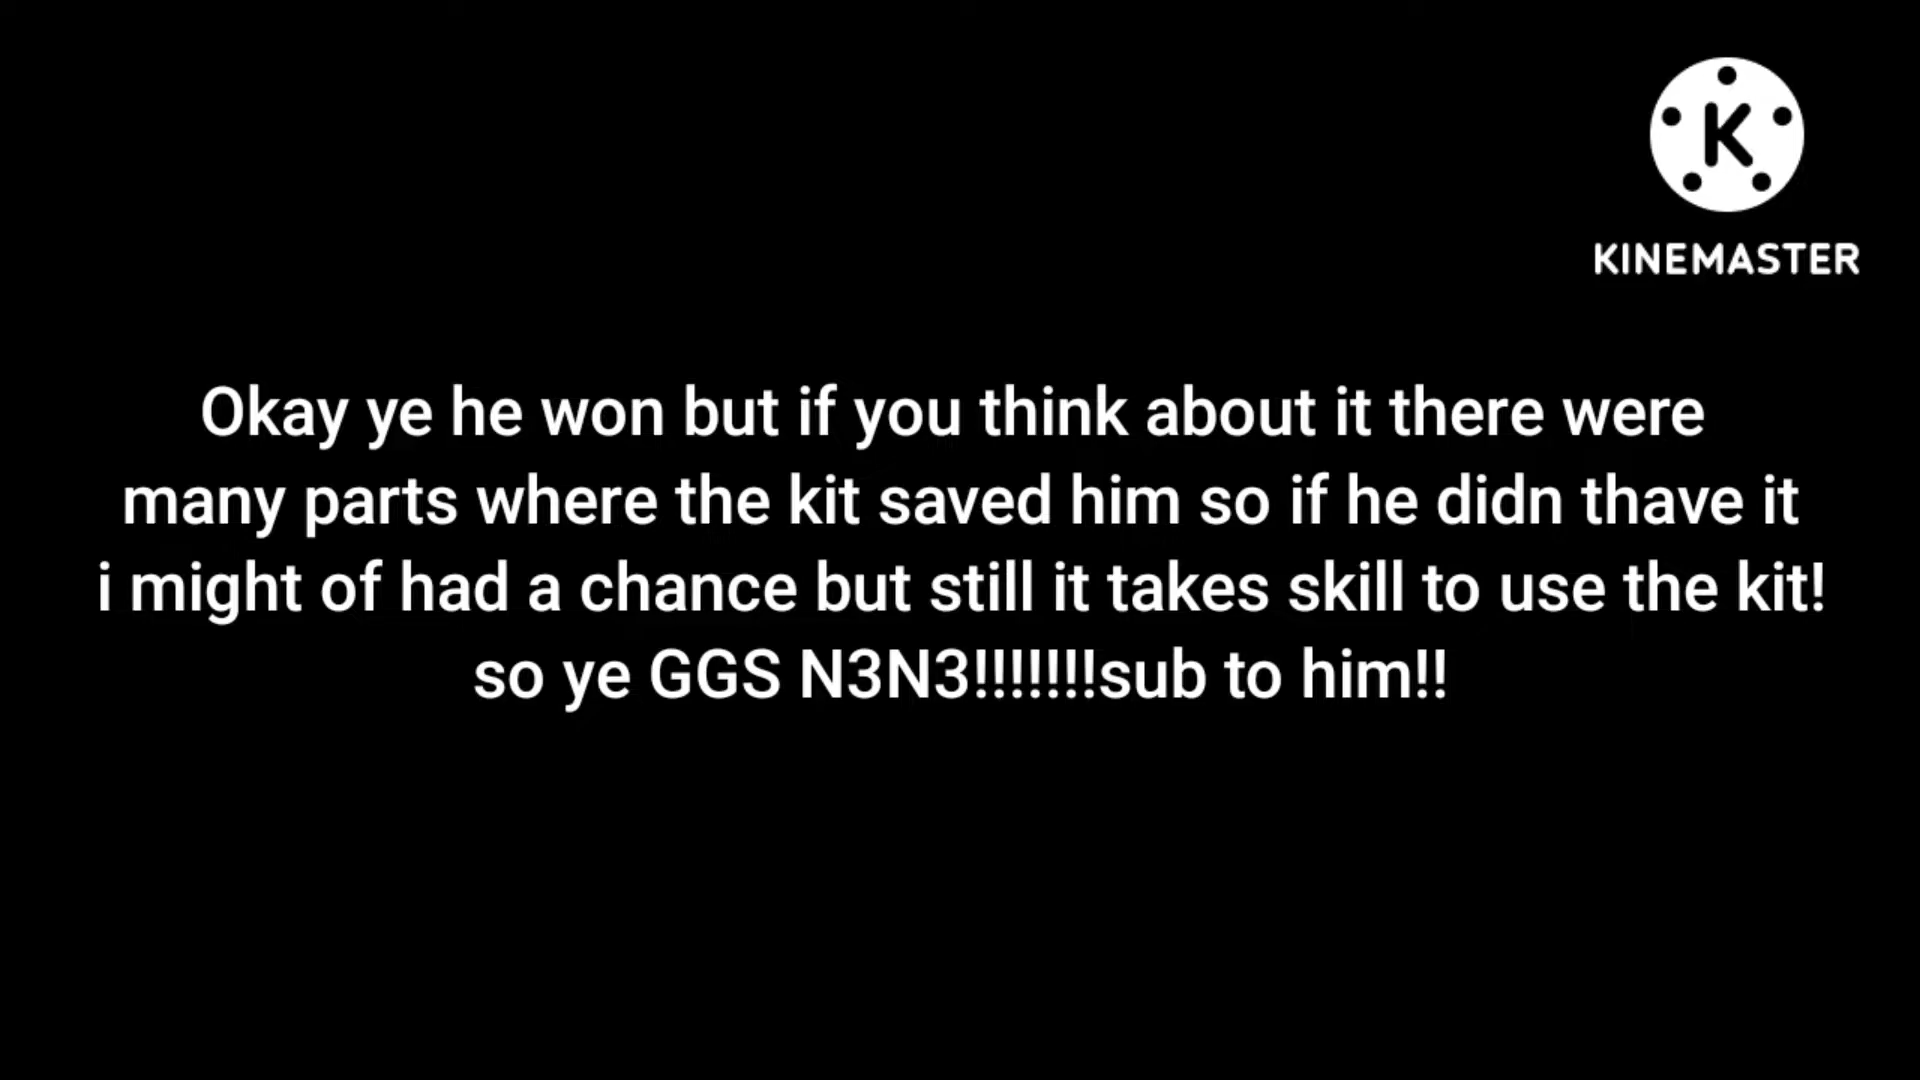 K
KINEMASTER
Okay ye he won but if you think about it there were
many parts where the kit saved him so if he didn thave it
i might of had a chance but still it takes skill to use the kit!
so ye GGS N3N3!!!!!!!sub to him!!